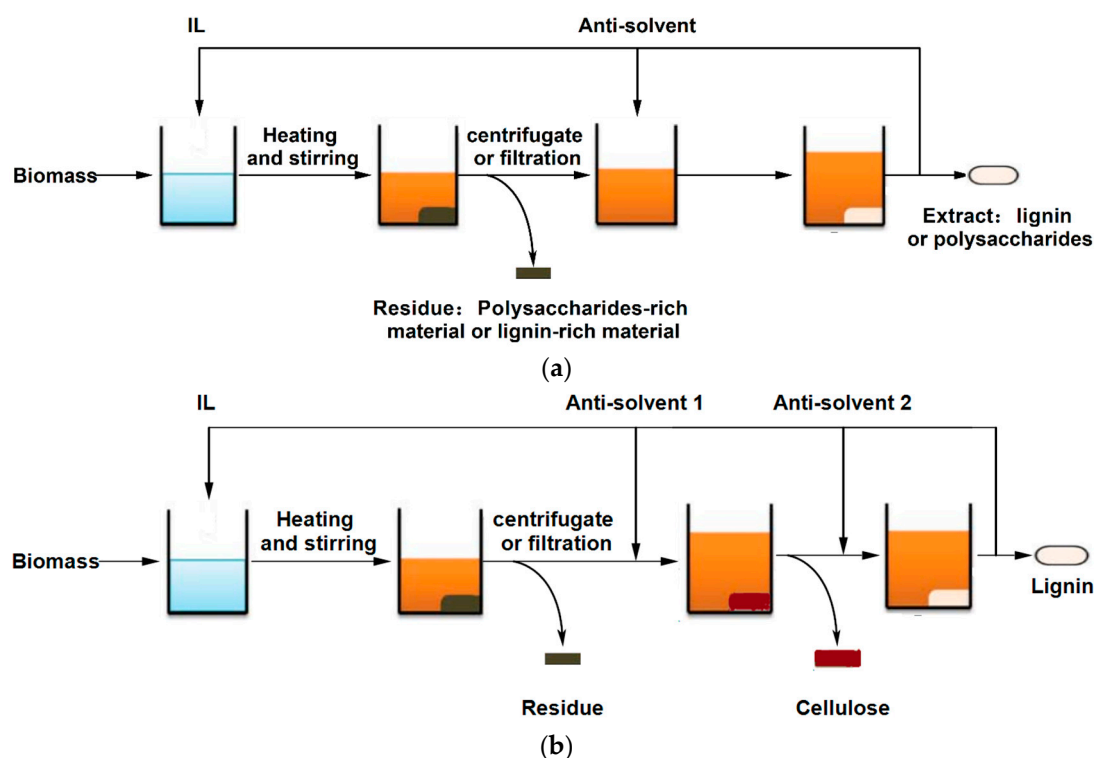 IL
Anti-solvent
Heating
and stirring
centrifugate
or filtration
Biomass
Extract: lignin
or polysaccharides
Residue: Polysaccharides-rich
material or lignin-rich material
(a)
IL
Anti-solvent 1
Anti-solvent 2
Heating
and stirring
centrifugate
or filtration
Biomass
Lignin
Residue
Cellulose
(b)